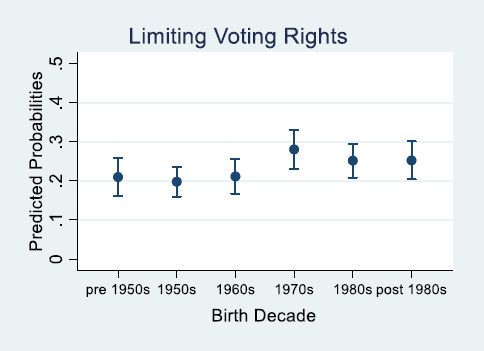 Limiting Voting Rights
Predicted Probabilities
.5
.4
.3
.2
.1
0
pre 1950s 1950s 1960s 1970s 1980s post 1980s
Birth Decade